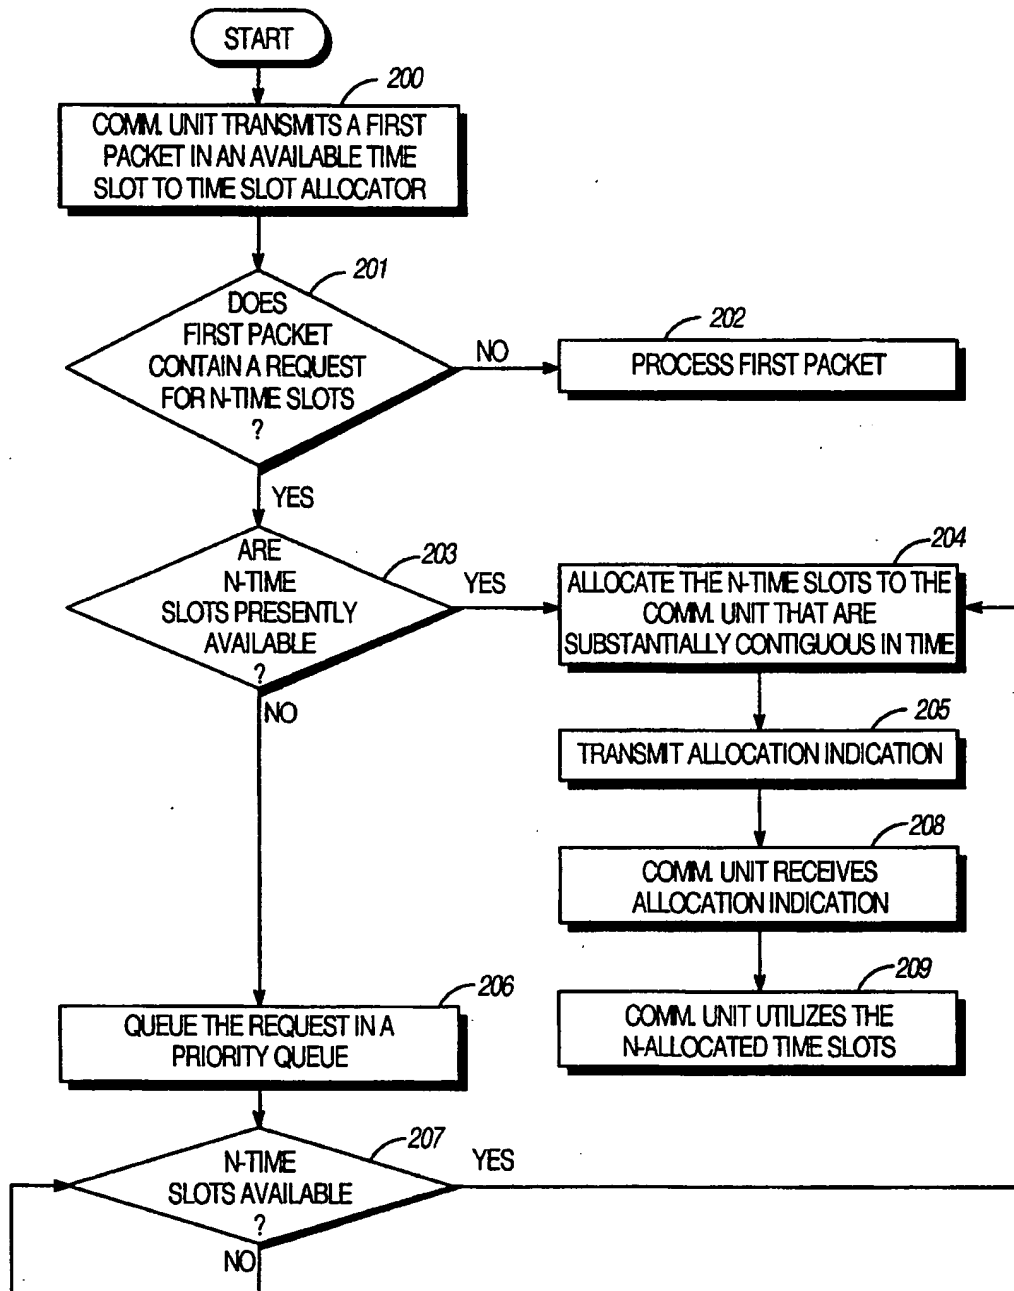 START
200
COMM. UNIT TRANSMITS A FIRST
PACKET IN AN AVAILABLE TIME
SLOT TO TIME SLOT ALLOCATOR
201
DOES
FIRST PACKET
CONTAIN A REQUEST
FOR N-TIME SLOTS
?
NO
202
PROCESS FIRST PACKET
YES
203
ARE
N-TIME
SLOTS PRESENTLY
AVAILABLE
?
YES
204
ALLOCATE THE N-TIME SLOTS TO THE
COMM. UNIT THAT ARE
SUBSTANTIALLY CONTIGUOUS IN TIME
NO
205
TRANSMIT ALLOCATION INDICATION
208
COMM. UNIT RECEIVES
ALLOCATION INDICATION
209
COMM. UNIT UTILIZES THE
N-ALLOCATED TIME SLOTS
206
QUEUE THE REQUEST IN A
PRIORITY QUEUE
207
N-TIME
SLOTS AVAILABLE
?
YES
NO